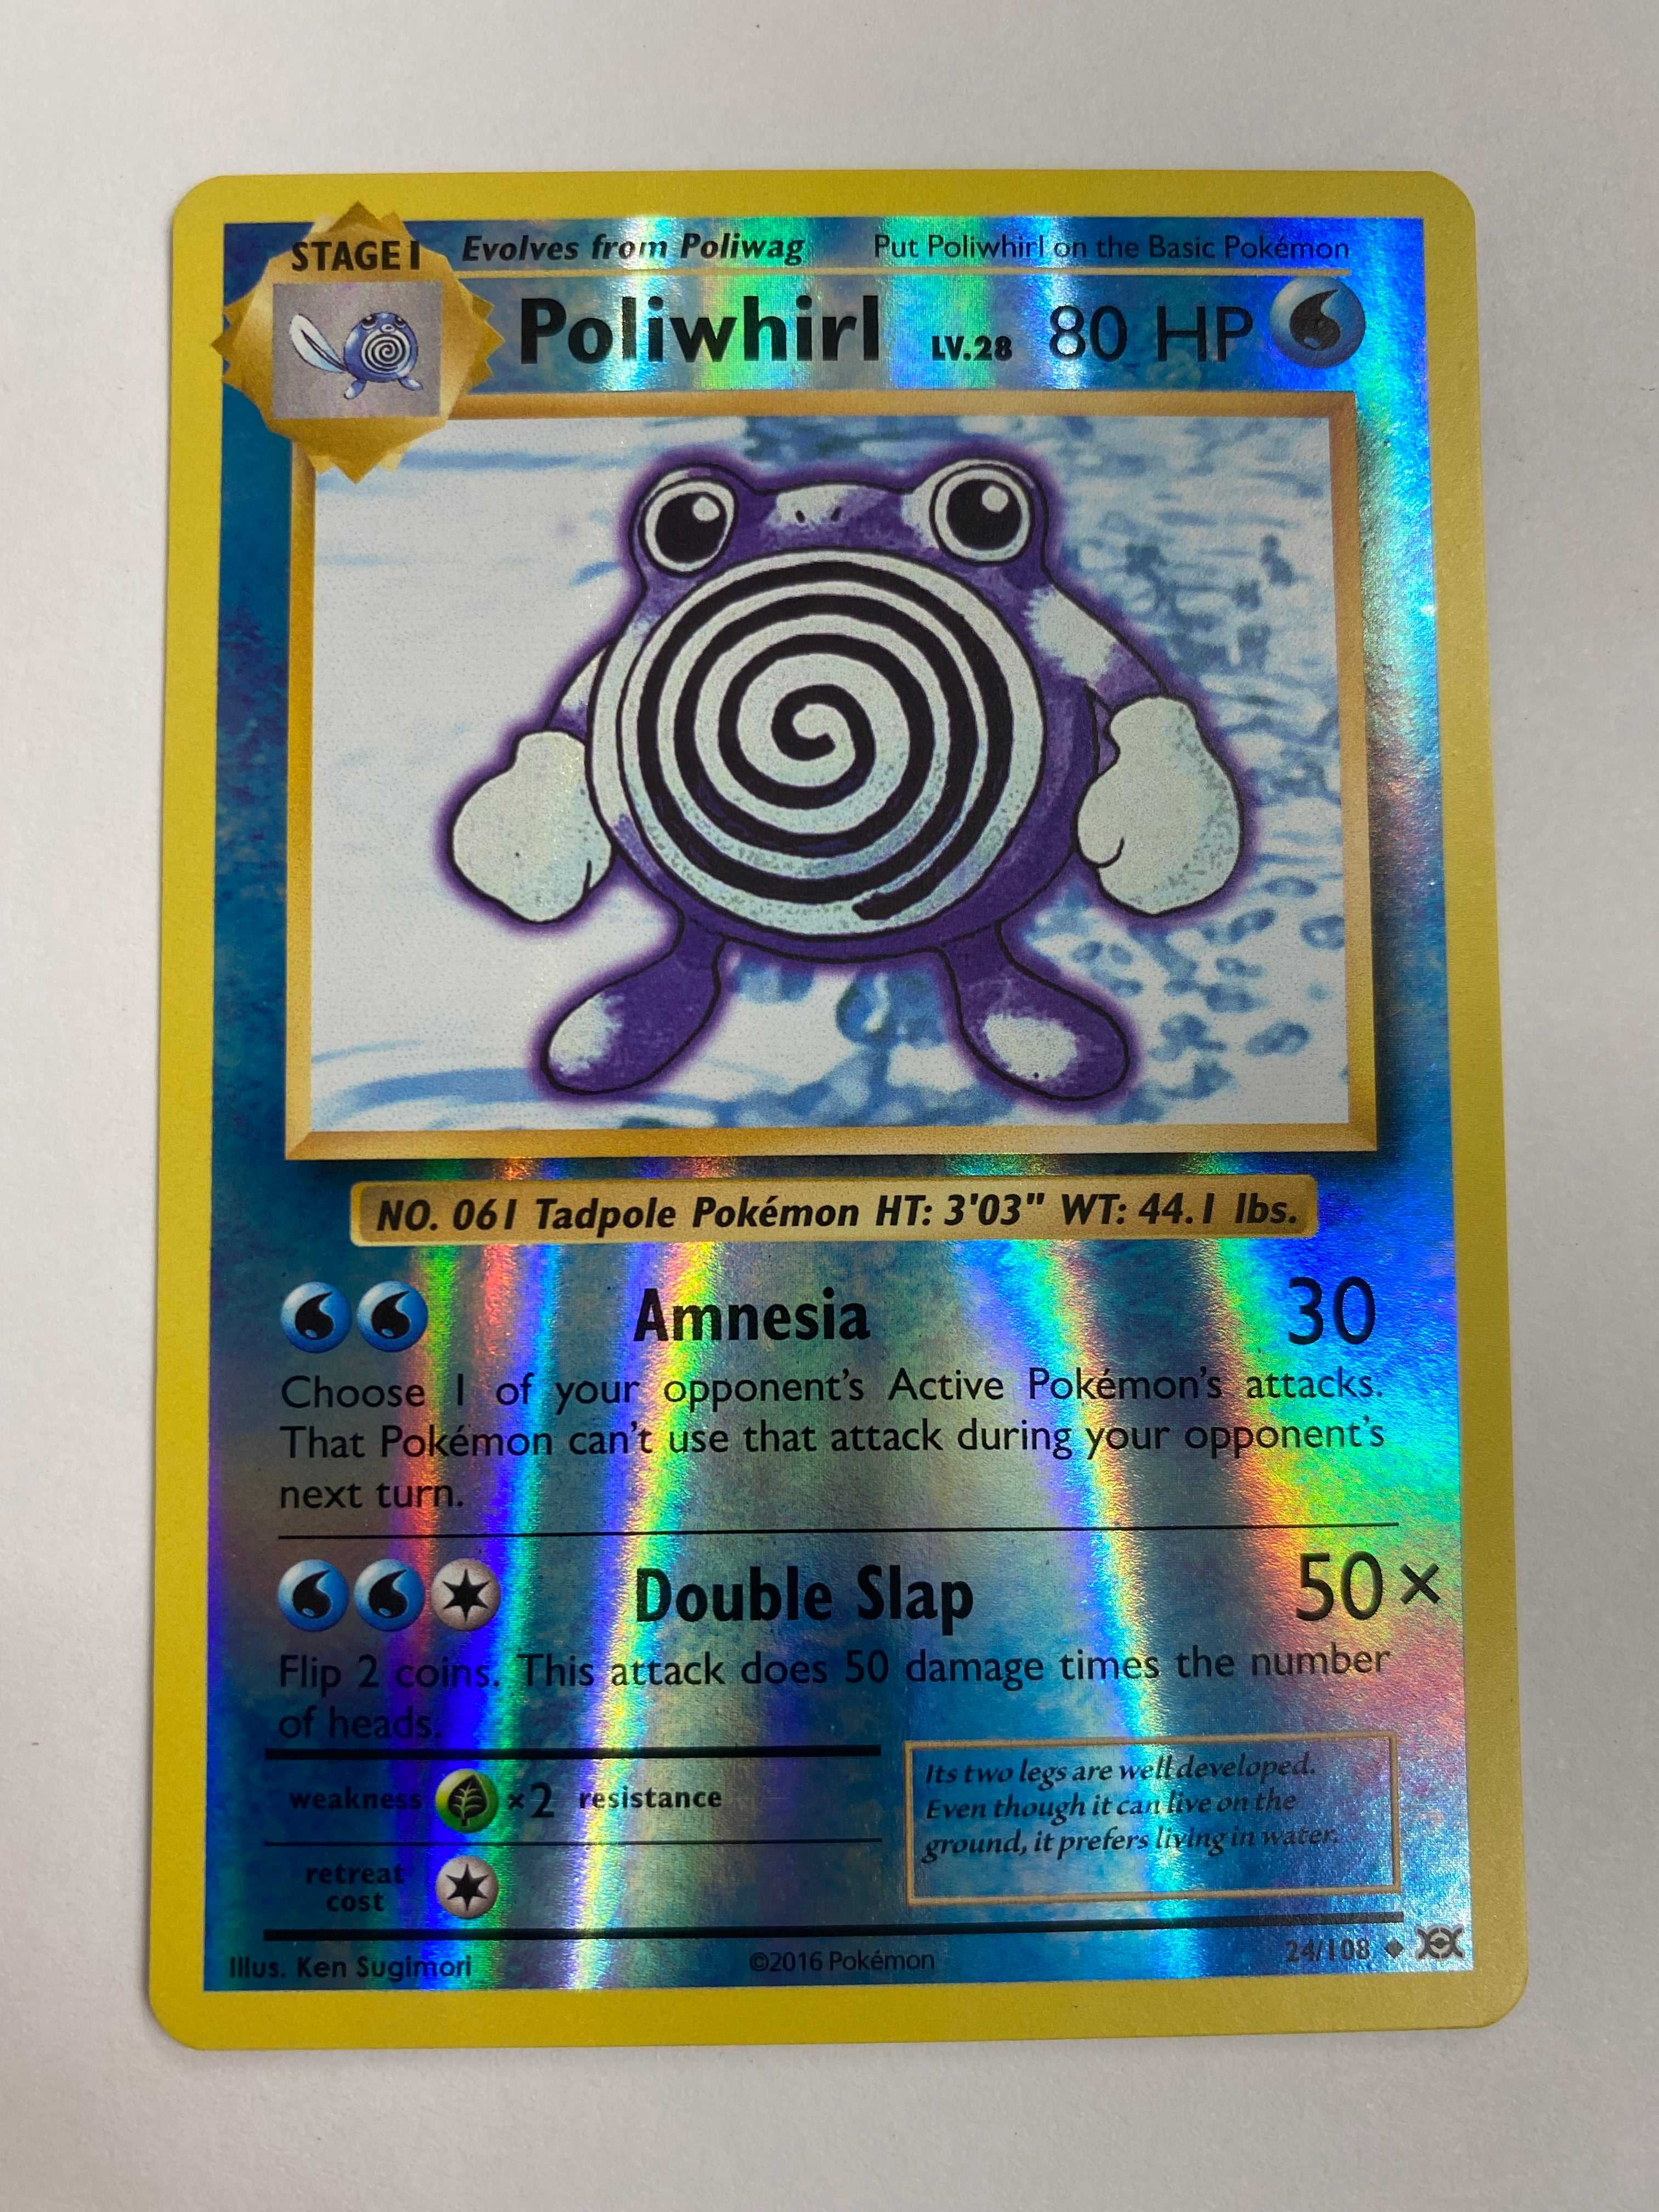 STAGE 1 Evolves from Poliwag Put Poliwhirl on the Basic Pokémon
Poliwhirl LV.28 80 HP
NO. 061 Tadpole Pokémon HT: 3'03" WT: 44.1 lbs.
Amnesia 30
Choose 1 of your opponent's Active Pokémon's attacks.
That Pokémon can't use that attack during your opponent's
next turn.
Double Slap 50×
Flip 2 coins. This attack does 50 damage times the number
of heads.
weakness ×2 resistance
retreat
cost
Its two legs are well developed.
Even though it can live on the
ground, it prefers living in water.
Illus. Ken Sugimori ©2016 Pokémon 24/108